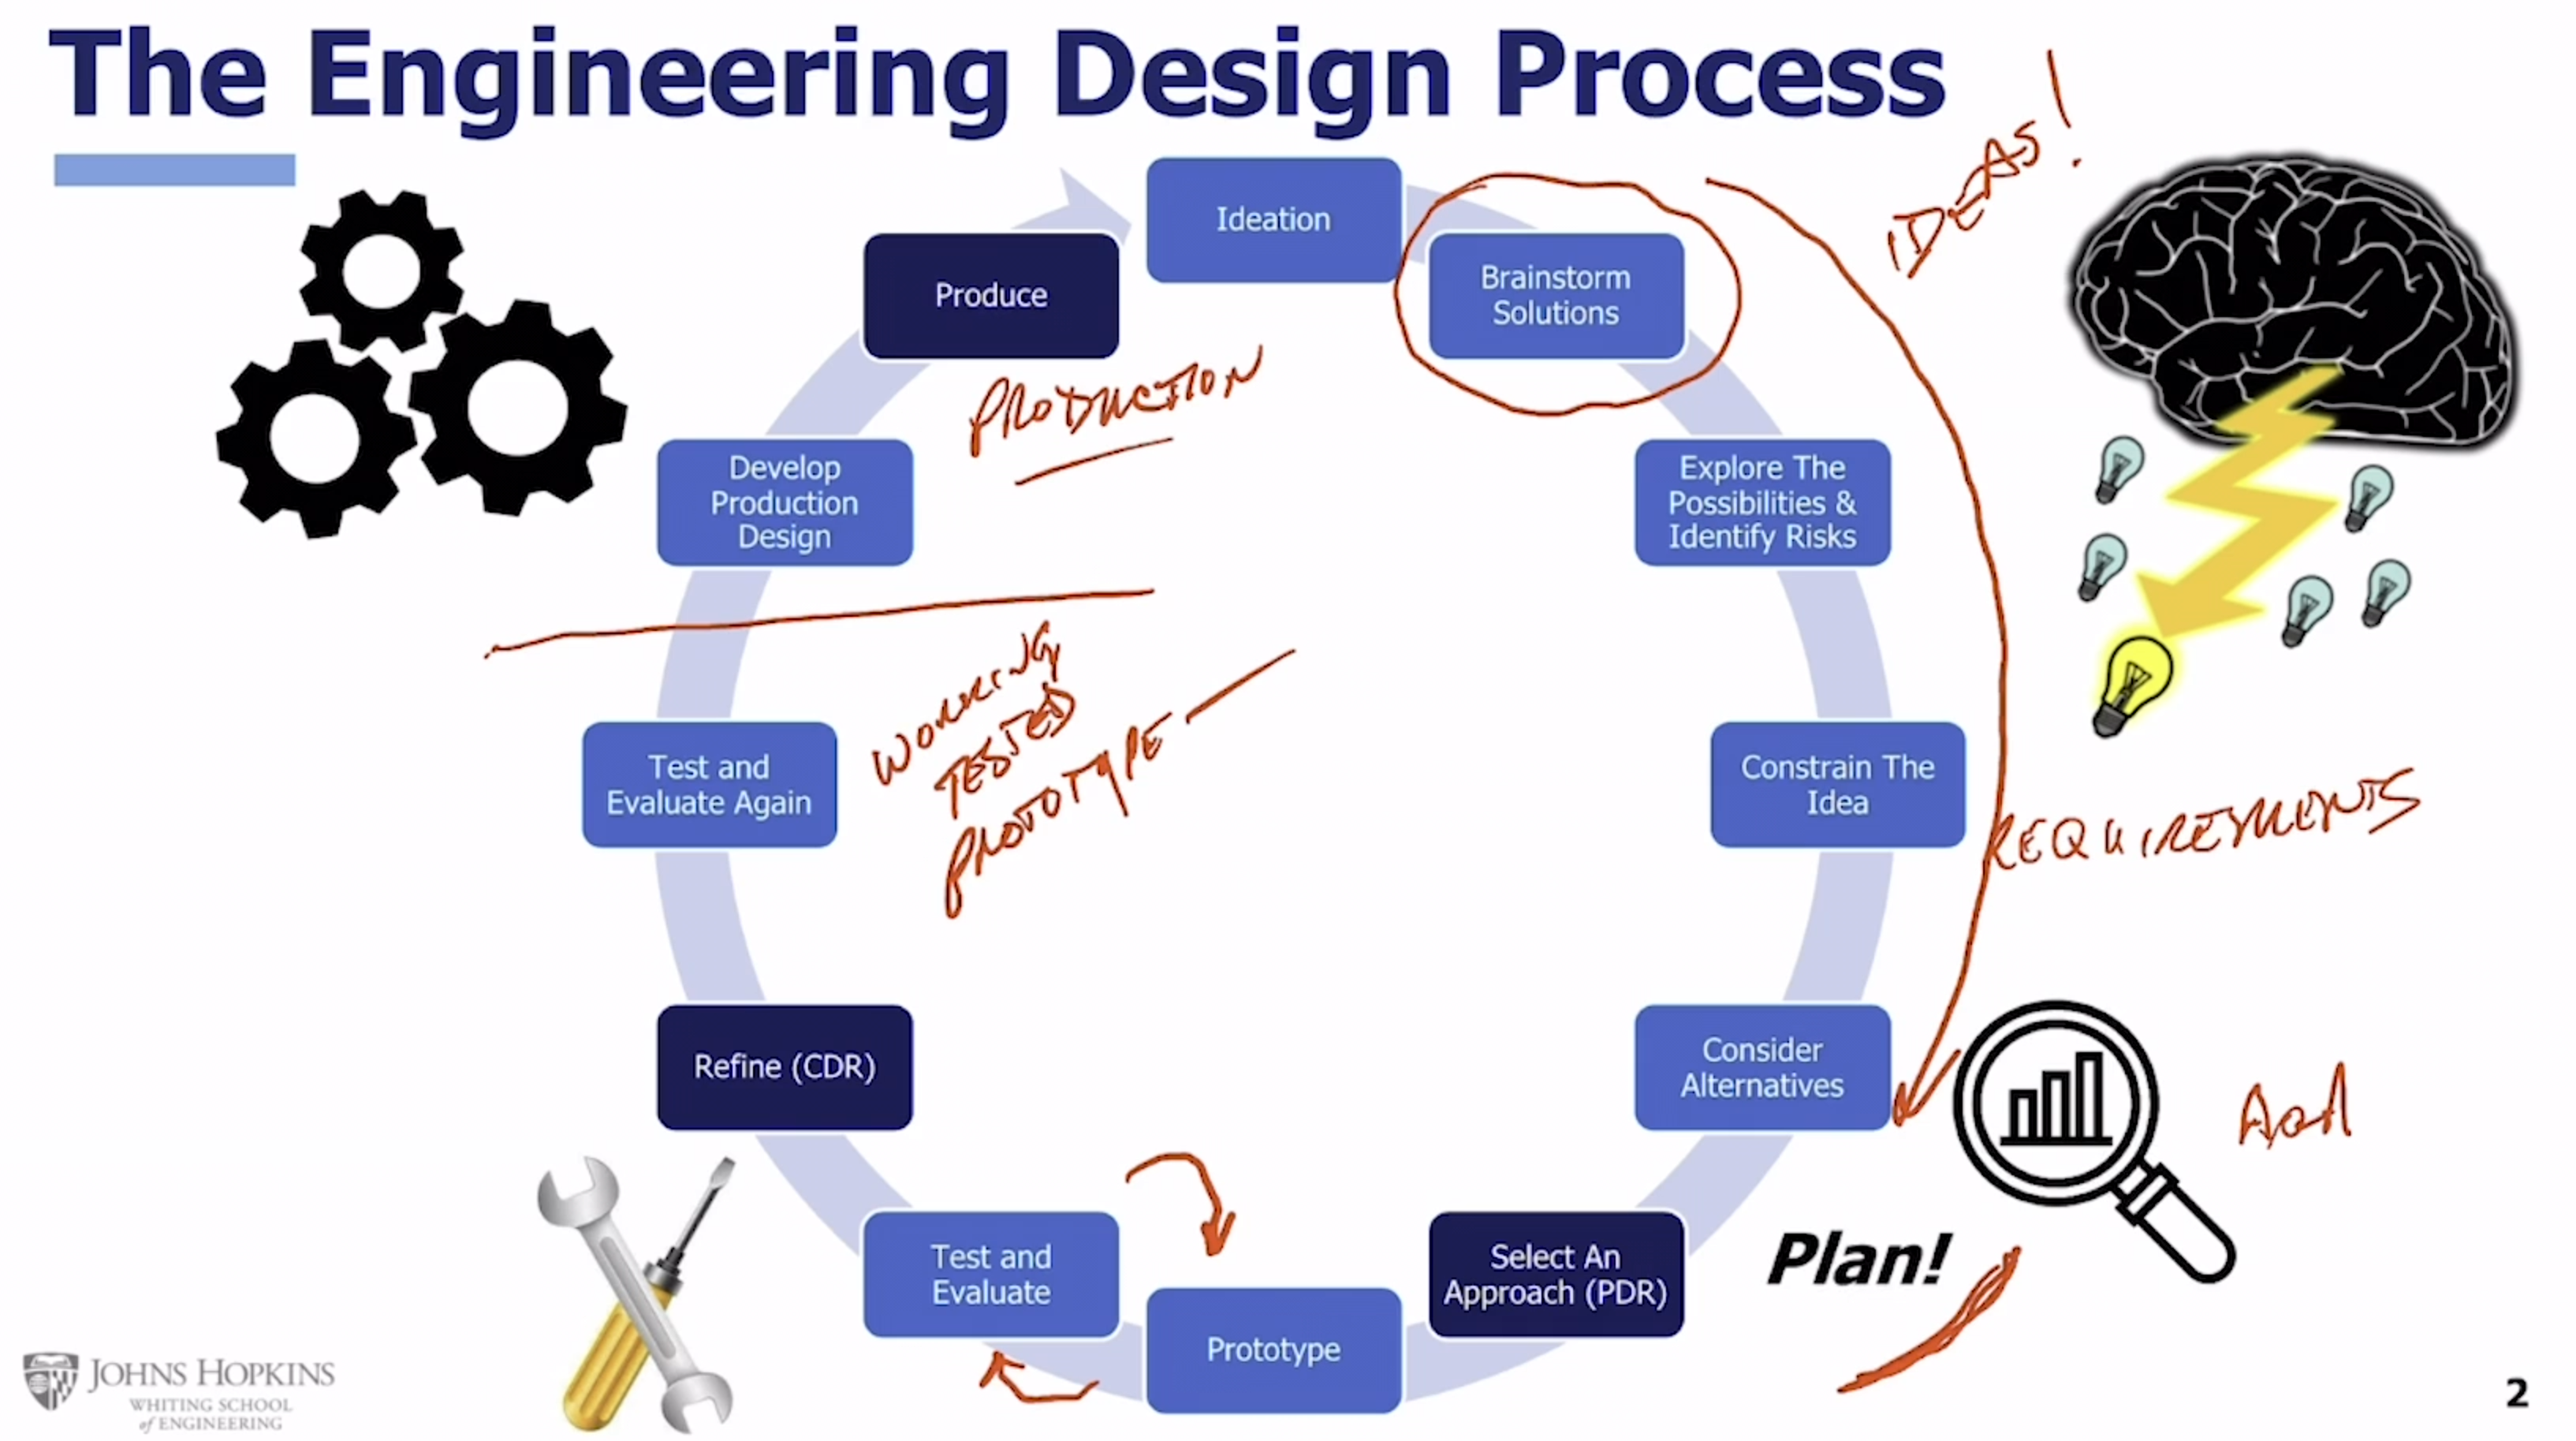 The Engineering Design Process
IDEAS!
Ideation
Brainstorm
Solutions
Produce
PRODUCTION
Explore The
Possibilities &
Identify Risks
Develop
Production
Design
Constrain The
Idea
REQUIREMENTS
Test and
Evaluate Again
WORKING
TESTED
PROTOTYPE
Consider
Alternatives
AoA
Refine (CDR)
Select An
Approach (PDR)
Plan!
Test and
Evaluate
Prototype
JOHNS HOPKINS
WHITING SCHOOL
of ENGINEERING
2